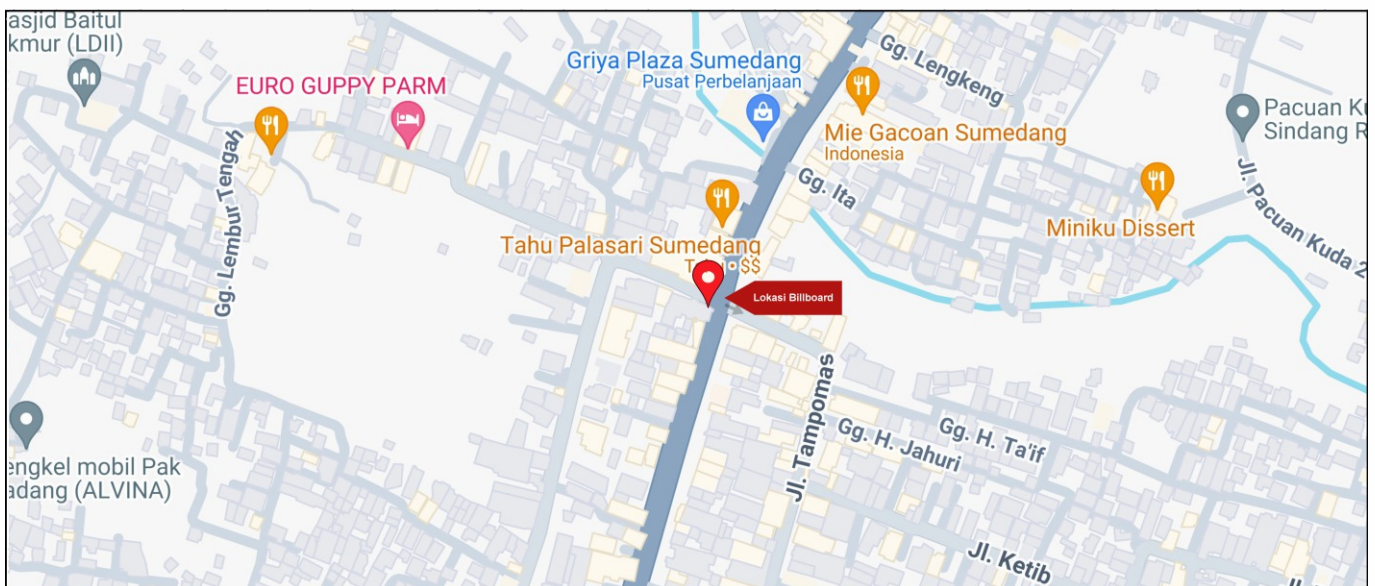 asjid Baitul
kmur (LDII)
EURO GUPPY PARM
Gg. Lembur Tengah
Griya Plaza Sumedang
Pusat Perbelanjaan
Gg. Lengkeng
Mie Gacoan Sumedang
Indonesia
Pacuan Ku
Sindang R
Jl. Pacuan Kuda 2
Gg. Ita
Miniku Dissert
Tahu Palasari Sumedang
$$
Lokasi Billboard
Jl. Tampomas
Gg. H. Jahuri
Gg. H. Ta'if
Jl. Ketib
engkel mobil Pak
adang (ALVINA)